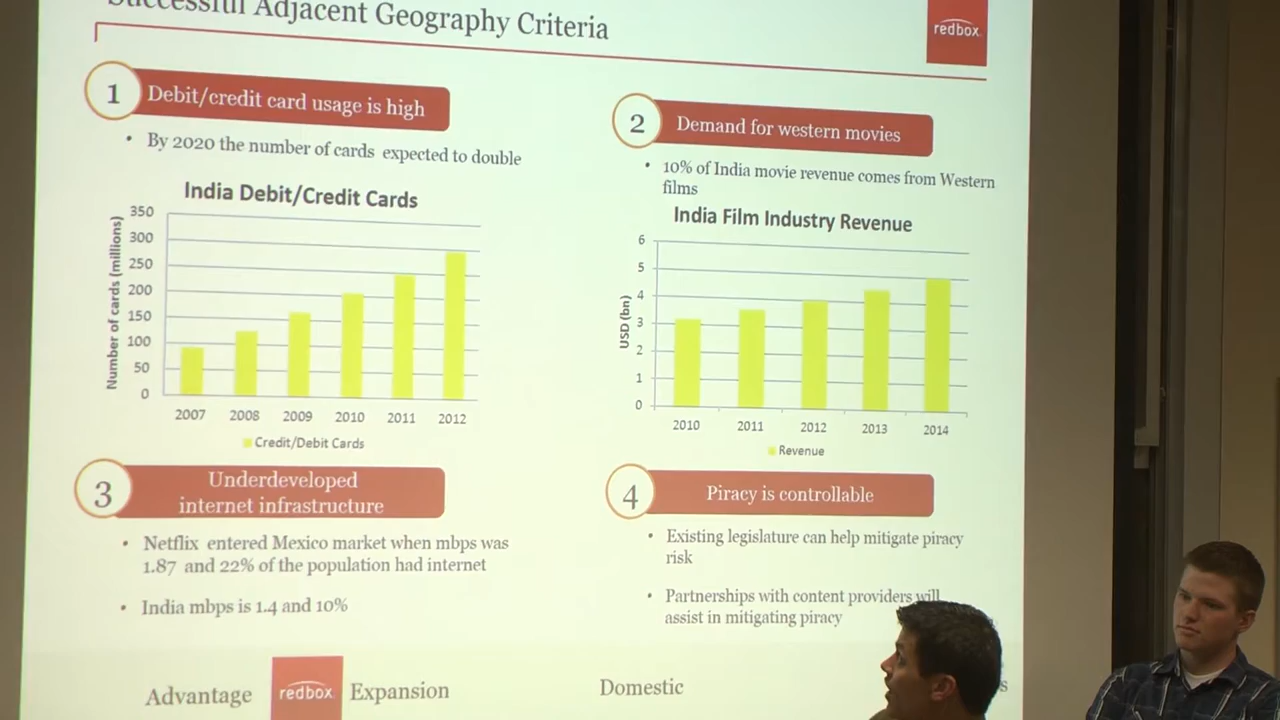 Successful Adjacent Geography Criteria
redbox
1
Debit/credit card usage is high
• By 2020 the number of cards expected to double
India Debit/Credit Cards
Number of cards (millions)
350
300
250
200
150
100
50
0
2007 2008 2009 2010 2011 2012
Credit/Debit Cards
2
Demand for western movies
• 10% of India movie revenue comes from Western
films
India Film Industry Revenue
USD (bn)
6
5
4
3
2
1
0
2010 2011 2012 2013 2014
Revenue
3
Underdeveloped
internet infrastructure
• Netflix entered Mexico market when mbps was
1.87 and 22% of the population had internet
• India mbps is 1.4 and 10%
4
Piracy is controllable
• Existing legislature can help mitigate piracy
risk
• Partnerships with content providers will
assist in mitigating piracy
Advantage redbox Expansion Domestic